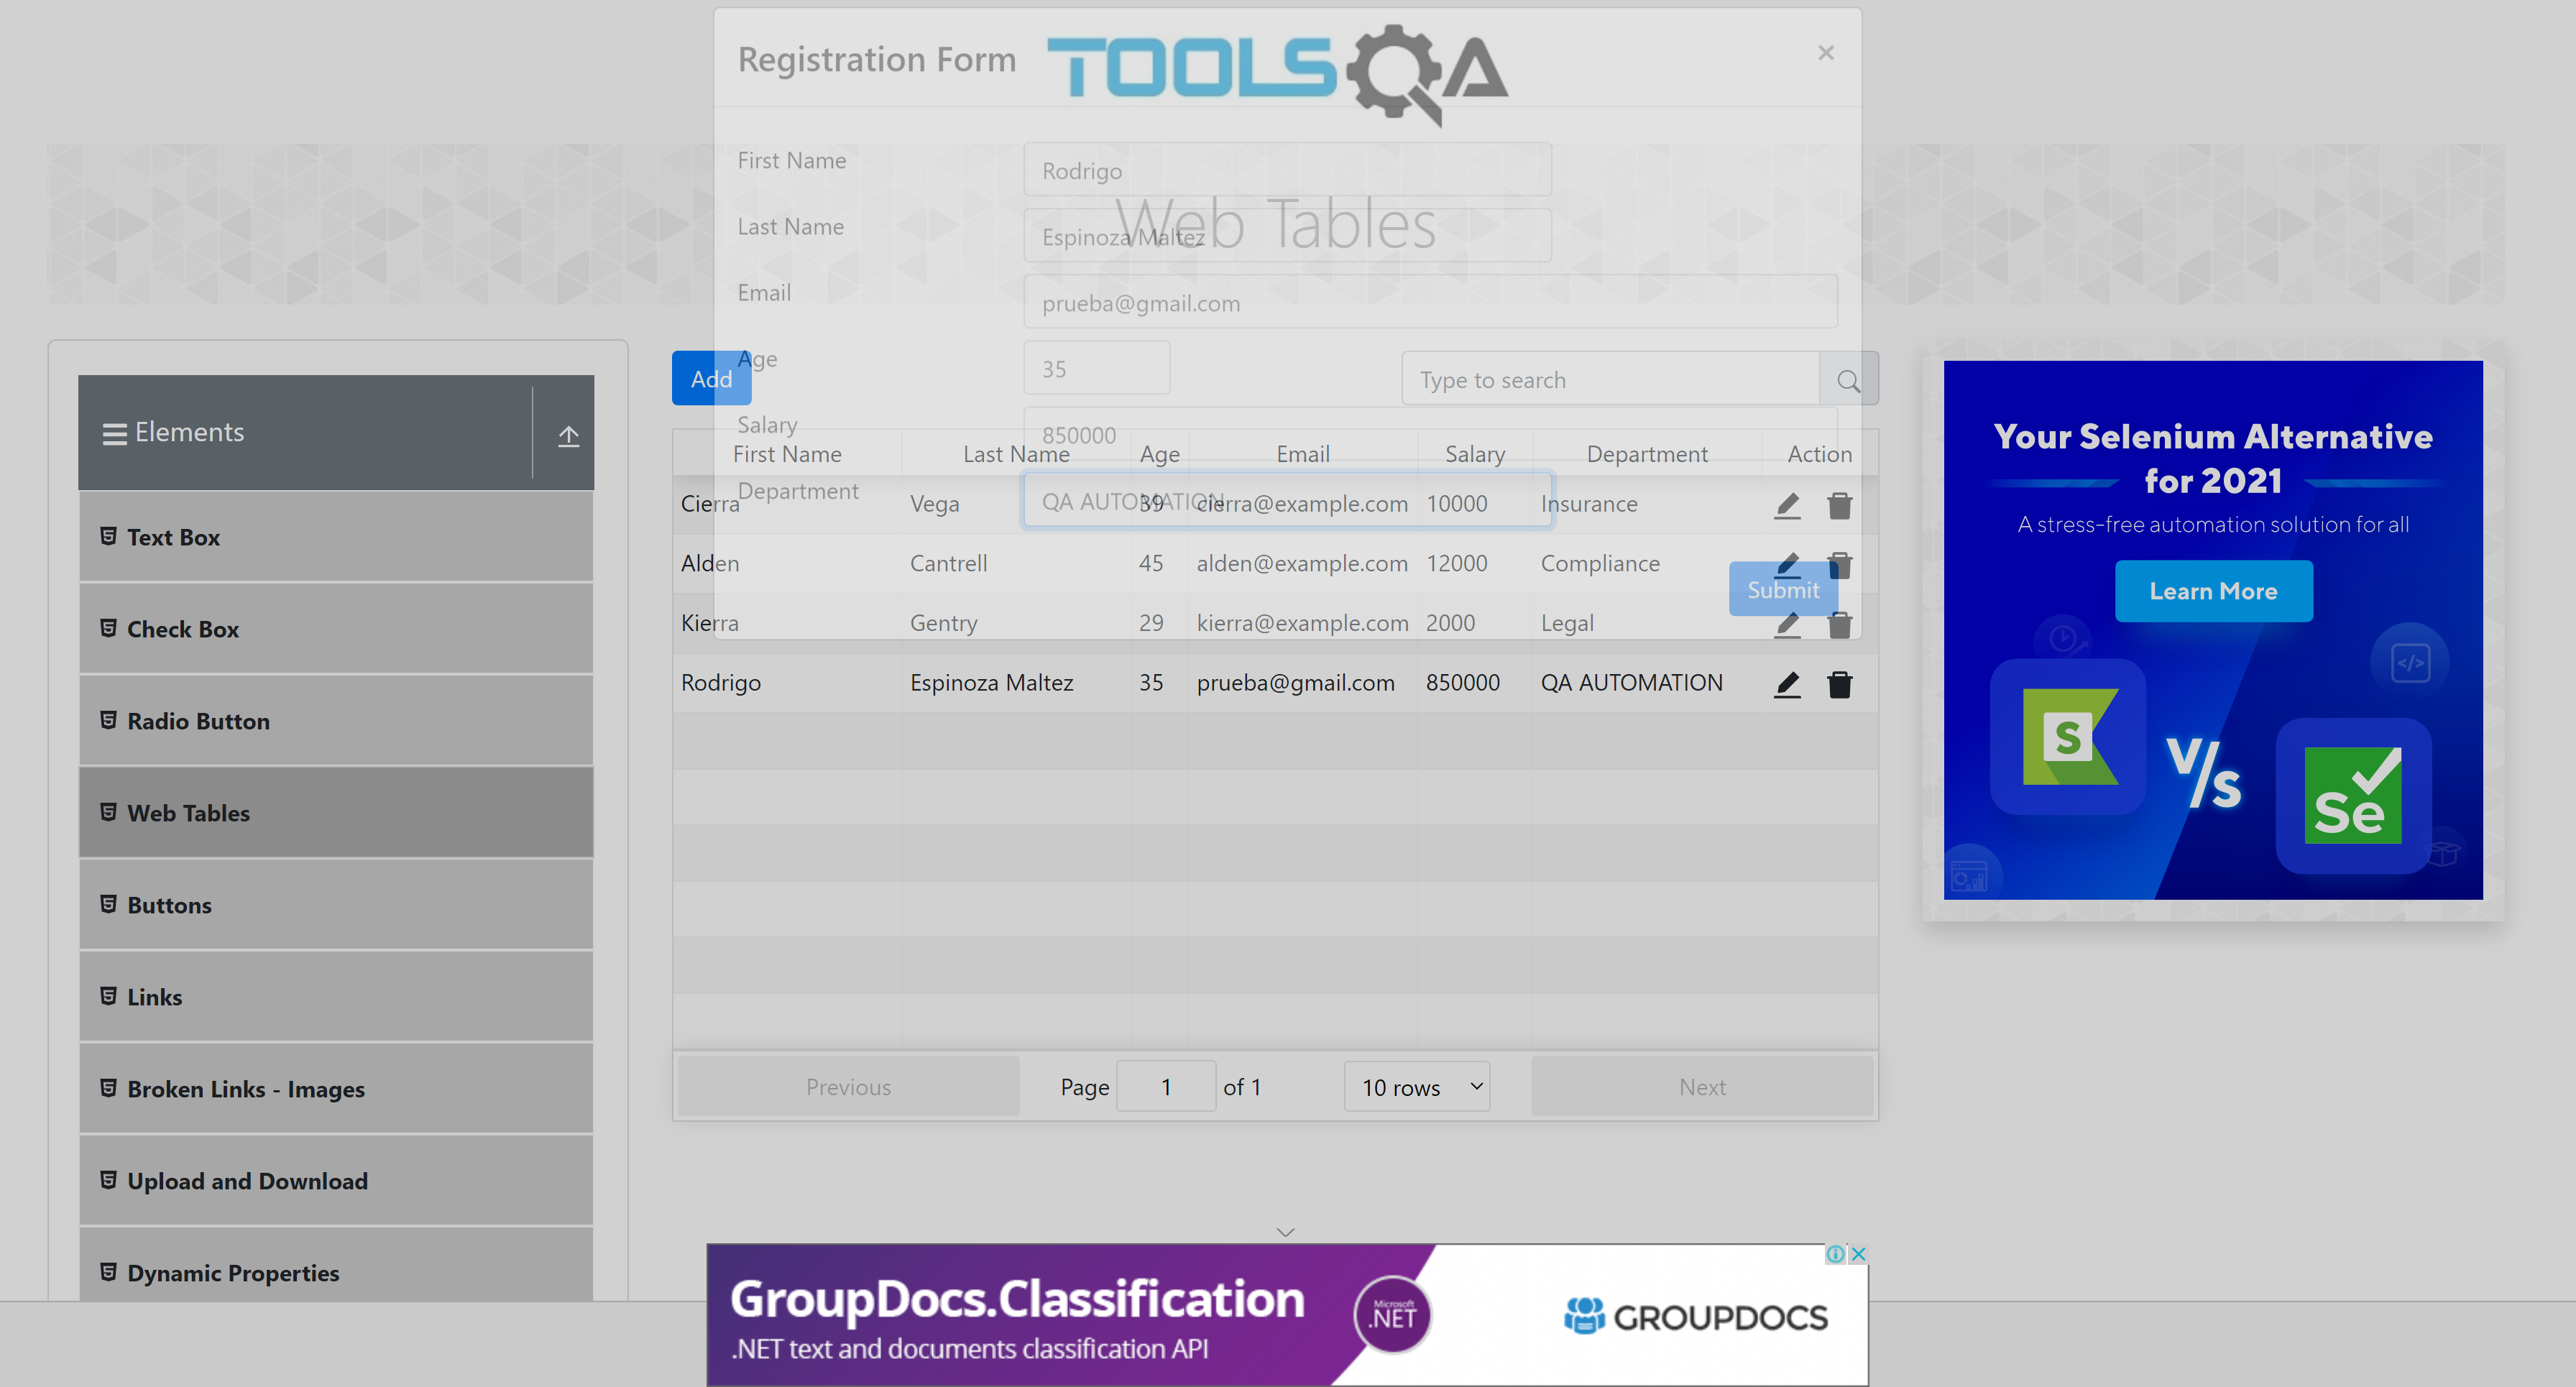 Registration Form
TOOLSQA
×
First Name
Rodrigo
Last Name
Espinoza Maltez
Web Tables
Email
prueba@gmail.com
Age
35
Salary
850000
Department
QA AUTOMATION
Submit
Elements
Text Box
Check Box
Radio Button
Web Tables
Buttons
Links
Broken Links - Images
Upload and Download
Dynamic Properties
Add
Type to search
First Name Last Name Age Email Salary Department Action
Cierra Vega 39 cierra@example.com 10000 Insurance
Alden Cantrell 45 alden@example.com 12000 Compliance
Kierra Gentry 29 kierra@example.com 2000 Legal
Rodrigo Espinoza Maltez 35 prueba@gmail.com 850000 QA AUTOMATION
Previous Page 1 of 1 10 rows Next
Your Selenium Alternative
for 2021
A stress-free automation solution for all
Learn More
</>
S
V/s
Se
GroupDocs.Classification
.NET text and documents classification API
Microsoft
.NET
GROUPDOCS